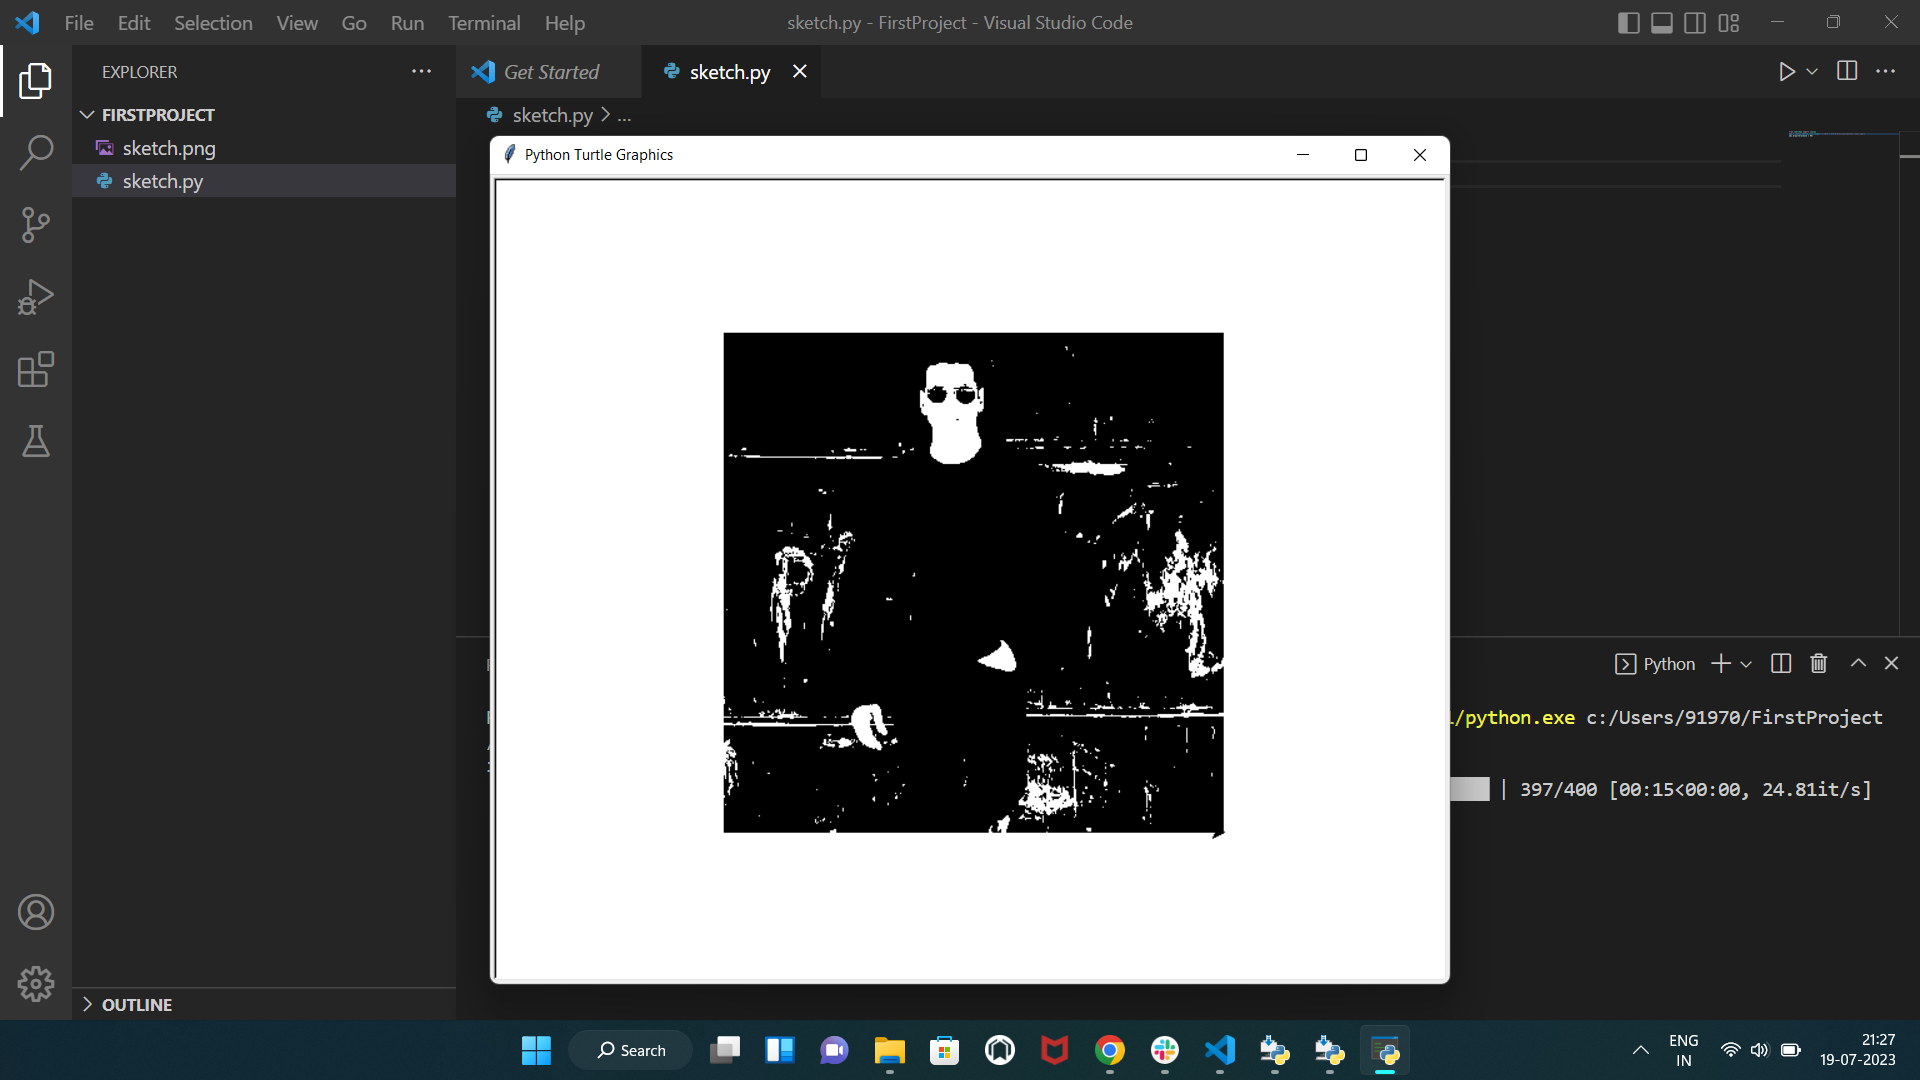 File Edit Selection View Go Run Terminal Help
sketch.py - FirstProject - Visual Studio Code
EXPLORER
Get Started
sketch.py
FIRSTPROJECT
sketch.py > ...
sketch.png
sketch.py
Python Turtle Graphics
Python
/python.exe c:/Users/91970/FirstProject
| 397/400 [00:15<00:00, 24.81it/s]
OUTLINE
Search
ENG
IN
21:27
19-07-2023